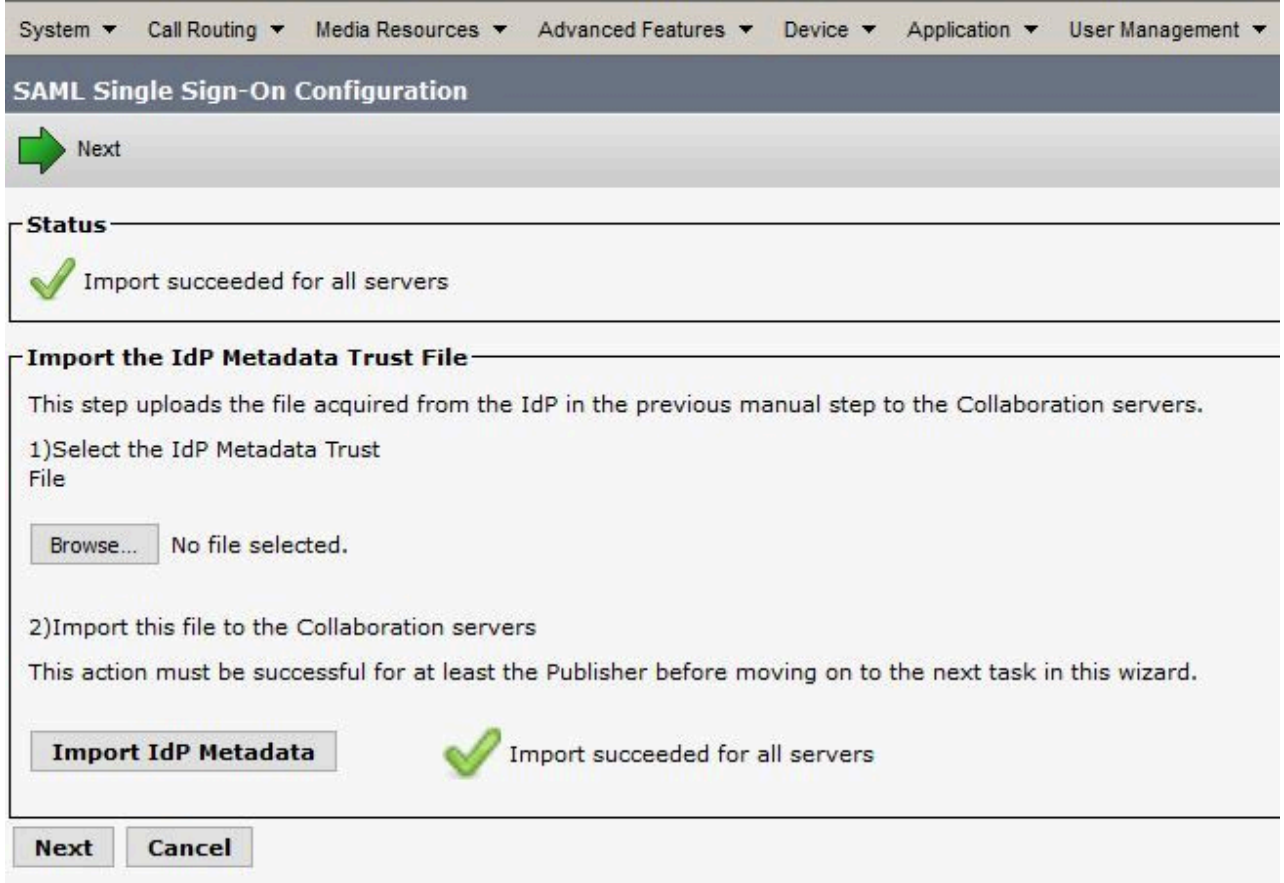 System Call Routing Media Resources Advanced Features Device Application User Management
SAML Single Sign-On Configuration
Next
Status
Import succeeded for all servers
Import the IdP Metadata Trust File
This step uploads the file acquired from the IdP in the previous manual step to the Collaboration servers.
1)Select the IdP Metadata Trust
File
Browse... No file selected.
2)Import this file to the Collaboration servers
This action must be successful for at least the Publisher before moving on to the next task in this wizard.
Import IdP Metadata Import succeeded for all servers
Next Cancel